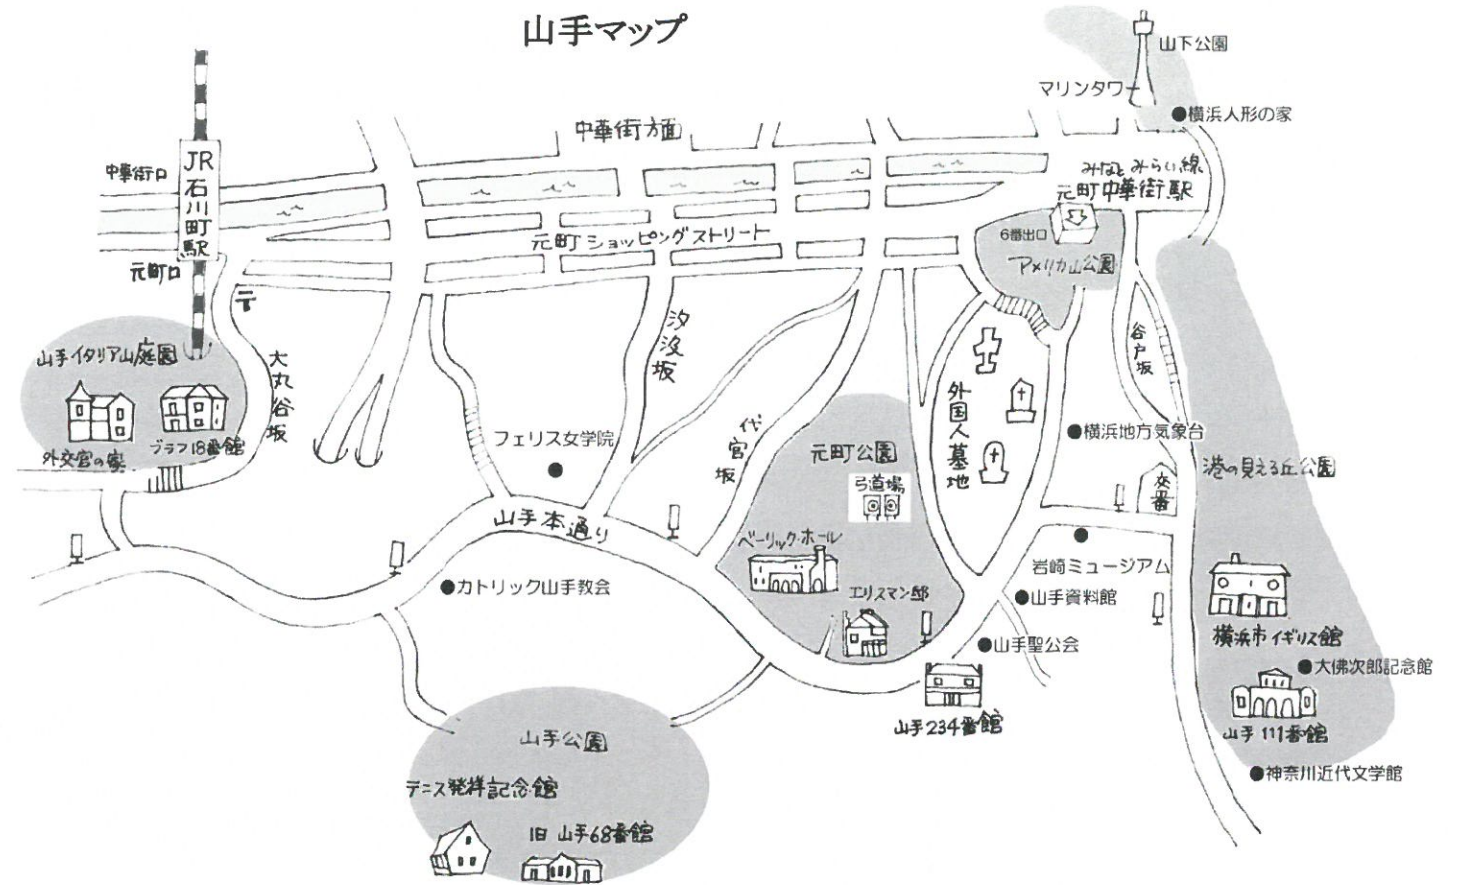 山手マップ
山下公園
マリンタワー
横浜人形の家
中華街方面
中華街口
JR石川町駅
元町口
みなとみらい線
元町中華街駅
6番出口
アメリカ山公園
元町ショッピングストリート
山手イタリア山庭園
外交官の家
ブラフ18番館
大丸谷坂
汐汲坂
代官坂
谷戸坂
フェリス女学院
元町公園
弓道場
外国人墓地
横浜地方気象台
港の見える丘公園
交番
山手本通り
ベーリック・ホール
エリスマン邸
岩崎ミュージアム
山手資料館
カトリック山手教会
山手聖公会
横浜市イギリス館
大佛次郎記念館
山手234番館
山手111番館
神奈川近代文学館
山手公園
テニス発祥記念館
旧山手68番館